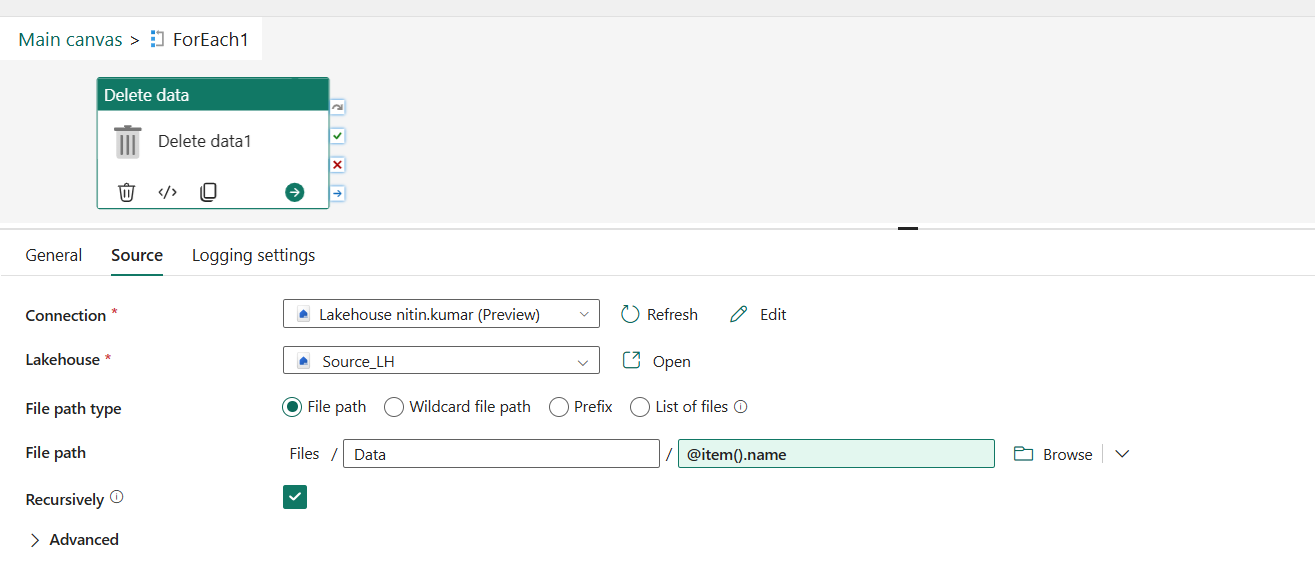 Main canvas > ForEach1
Delete data
Delete data1
General Source Logging settings
Connection * Lakehouse nitin.kumar (Preview) Refresh Edit
Lakehouse * Source_LH Open
File path type File path Wildcard file path Prefix List of files
File path Files / Data / @item().name Browse
Recursively
Advanced